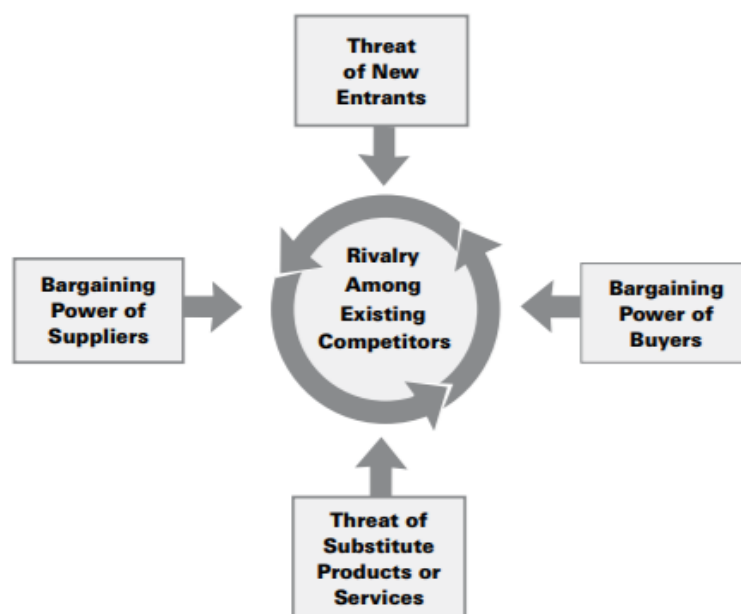 Threat
of New
Entrants
Bargaining
Power of
Suppliers
Rivalry
Among
Existing
Competitors
Bargaining
Power of
Buyers
Threat of
Substitute
Products or
Services